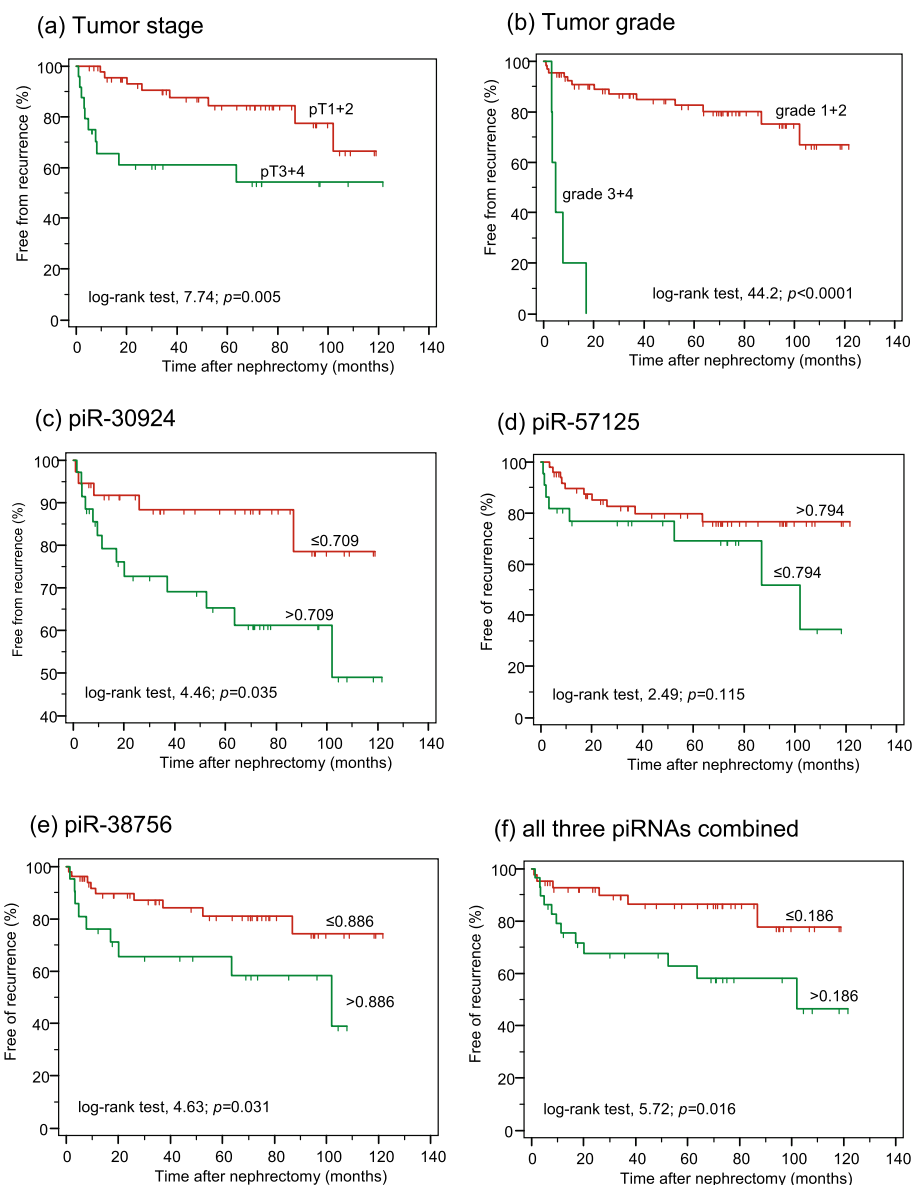 (a) Tumor stage
Free from recurrence (%)
100
80
60
40
20
0
pT1+2
pT3+4
log-rank test, 7.74; p=0.005
0 20 40 60 80 100 120 140
Time after nephrectomy (months)
(b) Tumor grade
Free from recurrence (%)
100
80
60
40
20
0
grade 1+2
grade 3+4
log-rank test, 44.2; p<0.0001
0 20 40 60 80 100 120 140
Time after nephrectomy (months)
(c) piR-30924
Free from recurrence (%)
100
90
80
70
60
50
40
≤0.709
>0.709
log-rank test, 4.46; p=0.035
0 20 40 60 80 100 120 140
Time after nephrectomy (months)
(d) piR-57125
Free of recurrence (%)
100
80
60
40
20
0
>0.794
≤0.794
log-rank test, 2.49; p=0.115
0 20 40 60 80 100 120 140
Time after nephrectomy (months)
(e) piR-38756
Free of recurrence (%)
100
80
60
40
20
0
≤0.886
>0.886
log-rank test, 4.63; p=0.031
0 20 40 60 80 100 120 140
Time after nephrectomy (months)
(f) all three piRNAs combined
Free of recurrence (%)
100
80
60
40
20
0
≤0.186
>0.186
log-rank test, 5.72; p=0.016
0 20 40 60 80 100 120 140
Time after nephrectomy (months)